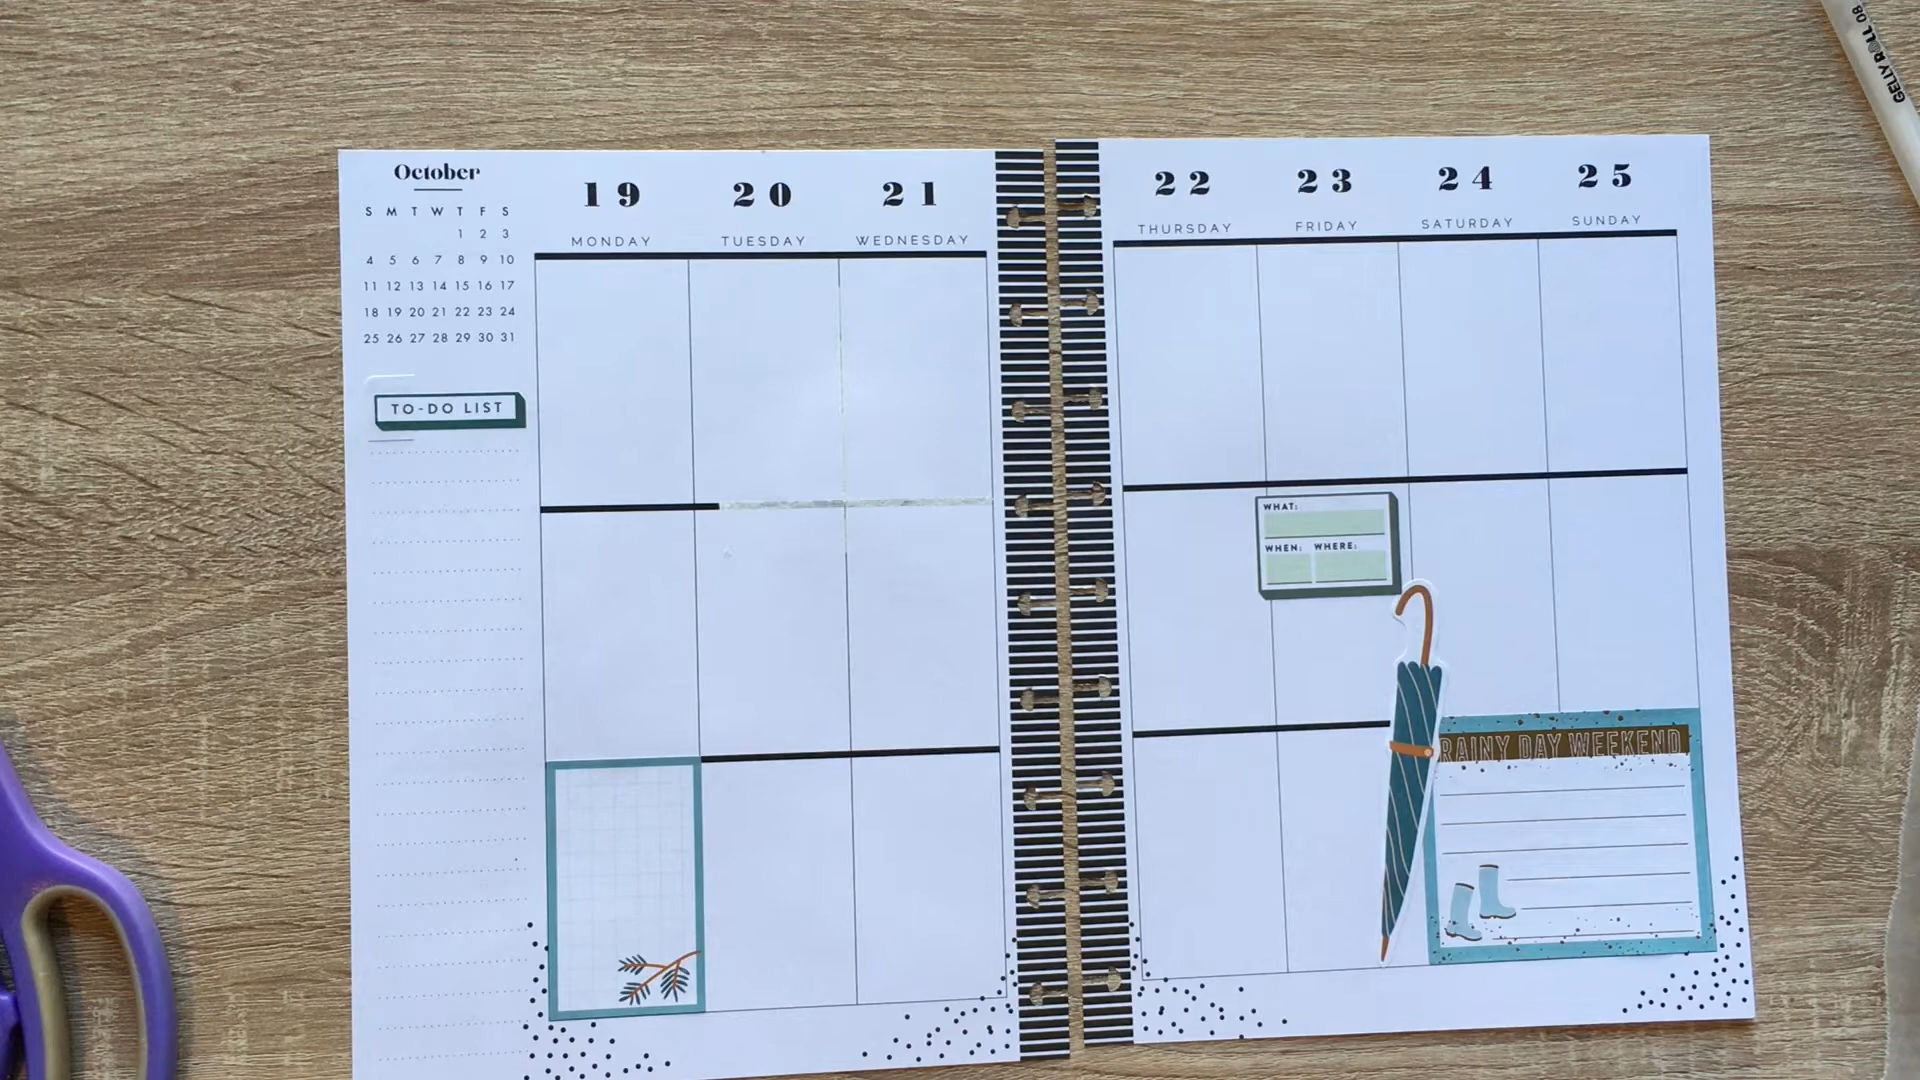 October
S M T W T F S
1 2 3
4 5 6 7 8 9 10
11 12 13 14 15 16 17
18 19 20 21 22 23 24
25 26 27 28 29 30 31
TO-DO LIST
19 20 21
MONDAY TUESDAY WEDNESDAY
22 23 24 25
THURSDAY FRIDAY SATURDAY SUNDAY
WHAT:
WHEN: WHERE:
RAINY DAY WEEKEND
GELLY ROLL 08